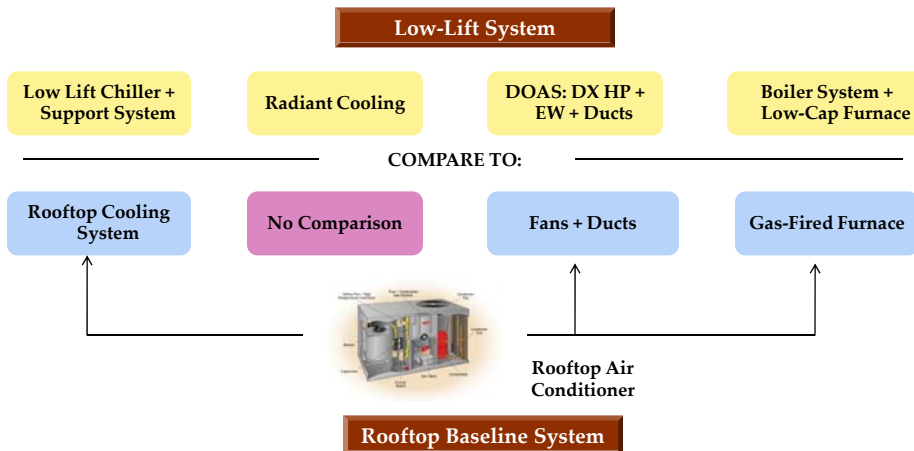 Low-Lift System
Low Lift Chiller +
Support System
Radiant Cooling
DOAS: DX HP +
EW + Ducts
Boiler System +
Low-Cap Furnace
COMPARE TO:
Rooftop Cooling
System
No Comparison
Fans + Ducts
Gas-Fired Furnace
Rooftop Air
Conditioner
Rooftop Baseline System